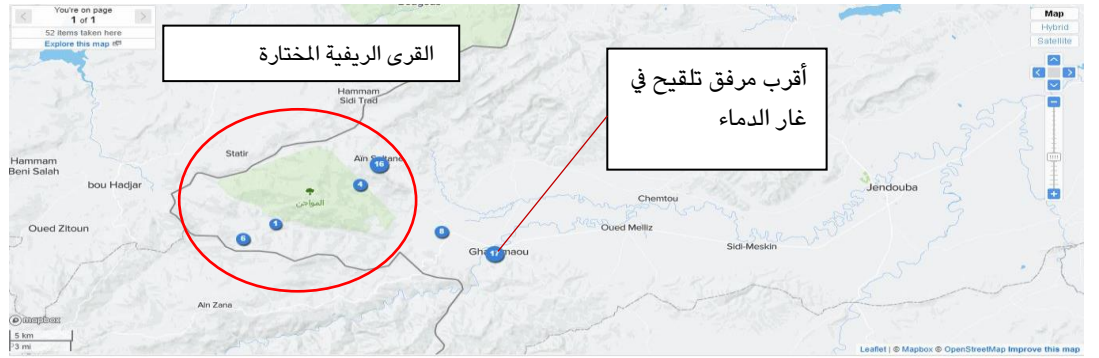 You're on page
1 of 1
52 items taken here
Explore this map
القرى الريفية المختارة
أقرب مرفق تلقيح في
غار الدماء
Map
Hybrid
Satellite
Hammam
Sidi Trad
Statir
16
4
المواجن
1
6
8
17
Hammam
Beni Salah
bou Hadjar
Oued Zitoun
Ain Zana
Chemtou
Oued Melliz
Jendouba
Sidi-Meskin
mapbox
5 km
3 mi
Leaflet | © Mapbox © OpenStreetMap Improve this map